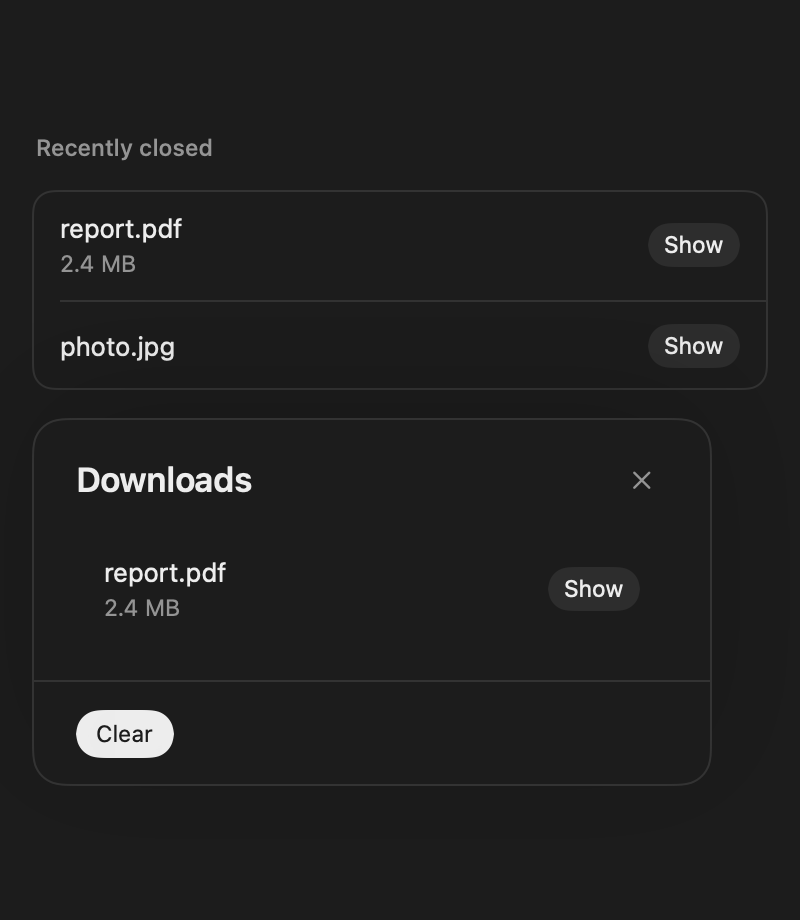 Recently closed
report.pdf
Show
2.4 MB
photo.jpg
Show
Downloads
report.pdf
Show
2.4 MB
Clear